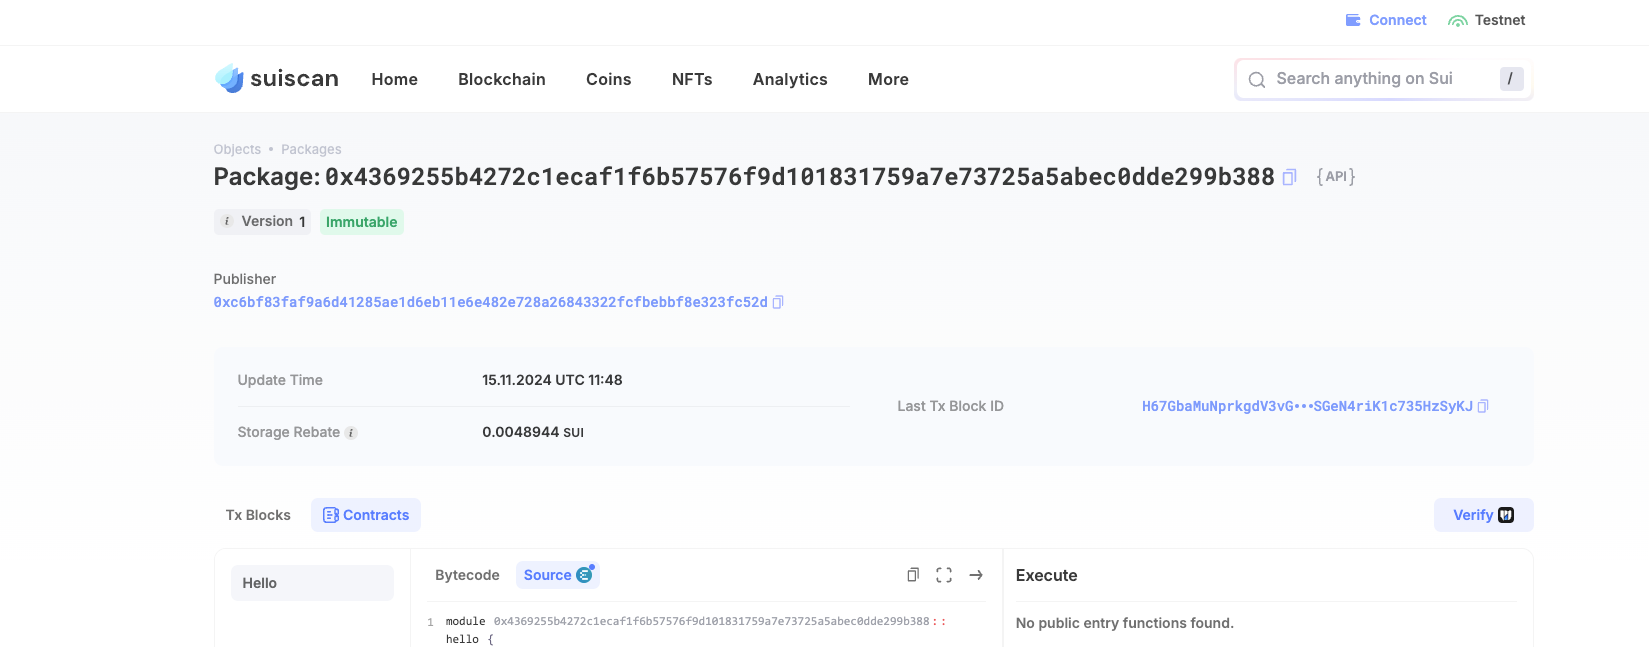 Connect Testnet
suiscan Home Blockchain Coins NFTs Analytics More Search anything on Sui /
Objects • Packages
Package: 0x4369255b4272c1ecaf1f6b57576f9d101831759a7e73725a5abec0dde299b388 {API}
i Version 1 Immutable
Publisher
0xc6bf83faf9a6d41285ae1d6eb11e6e482e728a26843322fcfbebbf8e323fc52d
Update Time 15.11.2024 UTC 11:48
Last Tx Block ID H67GbaMuNprkgdV3vG•••SGeN4riK1c735HzSyKJ
Storage Rebate i 0.0048944 SUI
Tx Blocks Contracts Verify
Hello Bytecode Source Execute
1 module 0x4369255b4272c1ecaf1f6b57576f9d101831759a7e73725a5abec0dde299b388::
hello {
No public entry functions found.